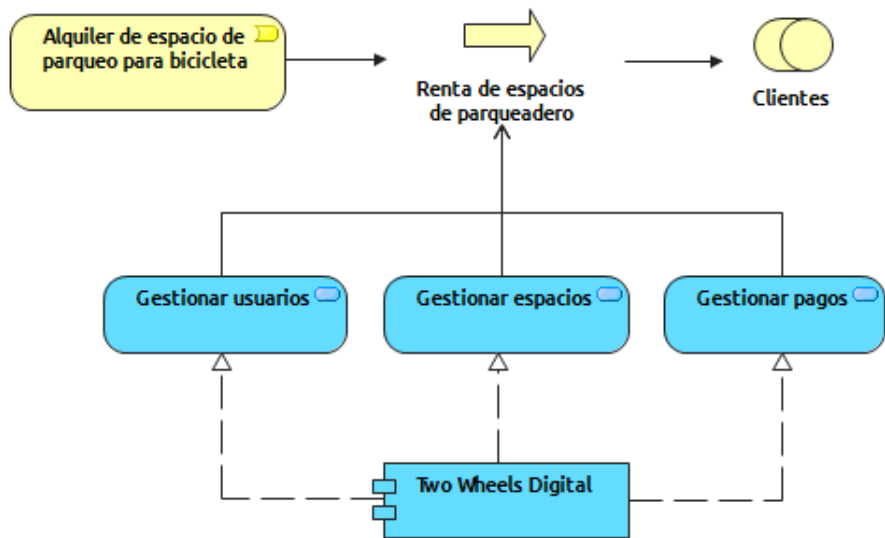 Alquiler de espacio de
parqueo para bicicleta
Renta de espacios
de parqueadero
Clientes
Gestionar usuarios
Gestionar espacios
Gestionar pagos
Two Wheels Digital